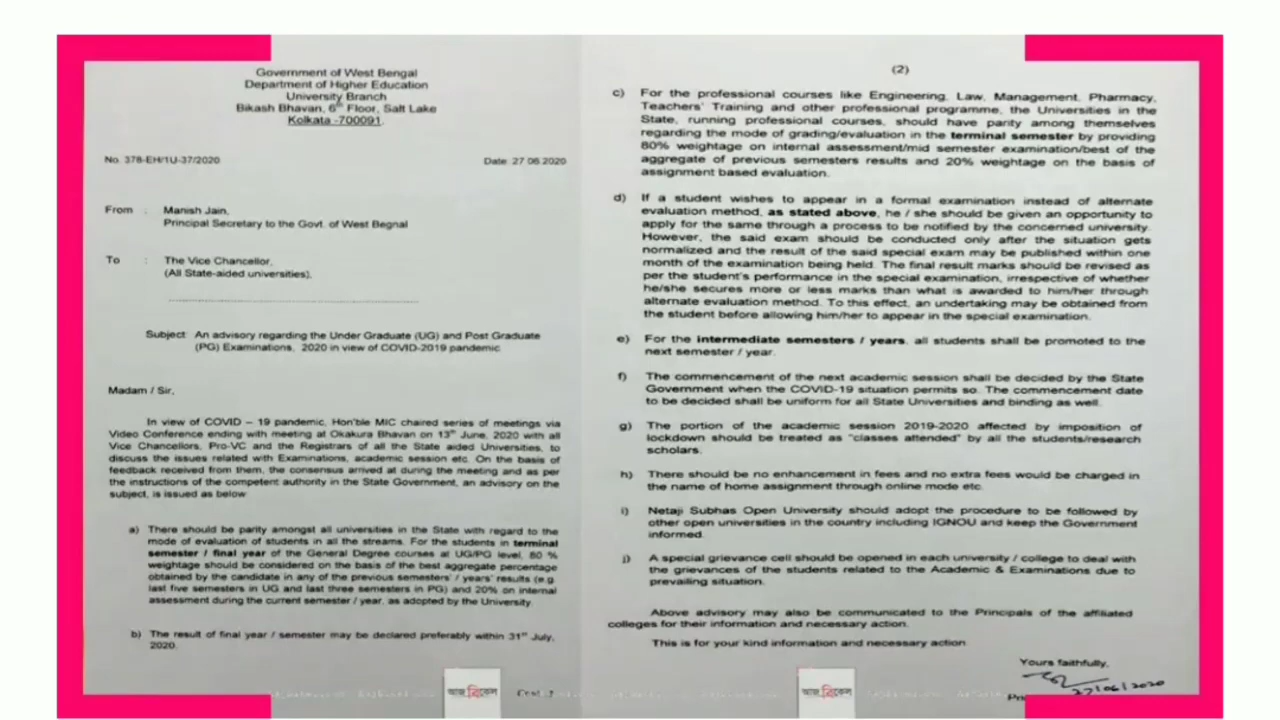 Government of West Bengal
Department of Higher Education
University Branch
Bikash Bhavan, 6th Floor, Salt Lake
Kolkata -700091.
No. 378-EH/1U-37/2020 Date: 27.06.2020
From : Manish Jain,
Principal Secretary to the Govt. of West Begnal
To : The Vice Chancellor,
(All State-aided universities),
Subject: An advisory regarding the Under Graduate (UG) and Post Graduate
(PG) Examinations, 2020 in view of COVID-2019 pandemic
Madam / Sir,
In view of COVID – 19 pandemic, Hon'ble MIC chaired series of meetings via
Video Conference ending with meeting at Okakura Bhavan on 13th June, 2020 with all
Vice Chancellors, Pro-VC and the Registrars of all the State aided Universities, to
discuss the issues related with Examinations, academic session etc. On the basis of
feedback received from them, the consensus arrived at during the meeting and as per
the instructions of the competent authority in the State Government, an advisory on the
subject, is issued as below
a) There should be parity amongst all universities in the State with regard to the
mode of evaluation of students in all the streams. For the students in terminal
semester / final year of the General Degree courses at UG/PG level, 80 %
weightage should be considered on the basis of the best aggregate percentage
obtained by the candidate in any of the previous semesters' / years' results (e.g.
last five semesters in UG and last three semesters in PG) and 20% on internal
assessment during the current semester / year, as adopted by the University.
b) The result of final year / semester may be declared preferably within 31st July,
2020.
আজ বিকেল
(2)
c) For the professional courses like Engineering, Law, Management, Pharmacy,
Teachers' Training and other professional programme, the Universities in the
State, running professional courses, should have parity among themselves
regarding the mode of grading/evaluation in the terminal semester by providing
80% weightage on internal assessment/mid semester examination/best of the
aggregate of previous semesters results and 20% weightage on the basis of
assignment based evaluation.
d) If a student wishes to appear in a formal examination instead of alternate
evaluation method, as stated above, he / she should be given an opportunity to
apply for the same through a process to be notified by the concerned university.
However, the said exam should be conducted only after the situation gets
normalized and the result of the said special exam may be published within one
month of the examination being held. The final result marks should be revised as
per the student's performance in the special examination, irrespective of whether
he/she secures more or less marks than what is awarded to him/her through
alternate evaluation method. To this effect, an undertaking may be obtained from
the student before allowing him/her to appear in the special examination.
e) For the intermediate semesters / years, all students shall be promoted to the
next semester / year.
f) The commencement of the next academic session shall be decided by the State
Government when the COVID-19 situation permits so. The commencement date
to be decided shall be uniform for all State Universities and binding as well.
g) The portion of the academic session 2019-2020 affected by imposition of
lockdown should be treated as "classes attended" by all the students/research
scholars.
h) There should be no enhancement in fees and no extra fees would be charged in
the name of home assignment through online mode etc.
i) Netaji Subhas Open University should adopt the procedure to be followed by
other open universities in the country including IGNOU and keep the Government
informed.
j) A special grievance cell should be opened in each university / college to deal with
the grievances of the students related to the Academic & Examinations due to
prevailing situation.
Above advisory may also be communicated to the Principals of the affiliated
colleges for their information and necessary action.
This is for your kind information and necessary action
Yours faithfully,
27/06/2020
আজ বিকেল